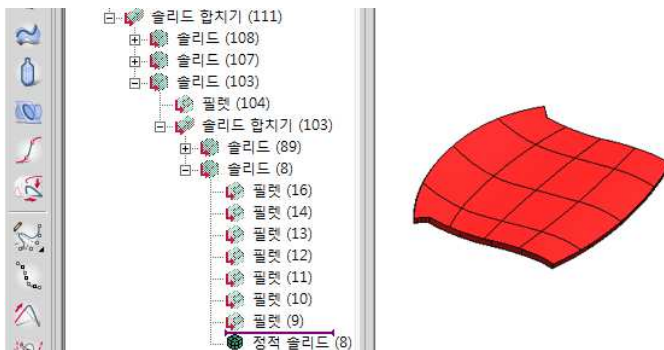 솔리드 합치기 (111)
솔리드 (108)
솔리드 (107)
솔리드 (103)
필렛 (104)
솔리드 합치기 (103)
솔리드 (89)
솔리드 (8)
필렛 (16)
필렛 (14)
필렛 (13)
필렛 (12)
필렛 (11)
필렛 (10)
필렛 (9)
정적 솔리드 (8)